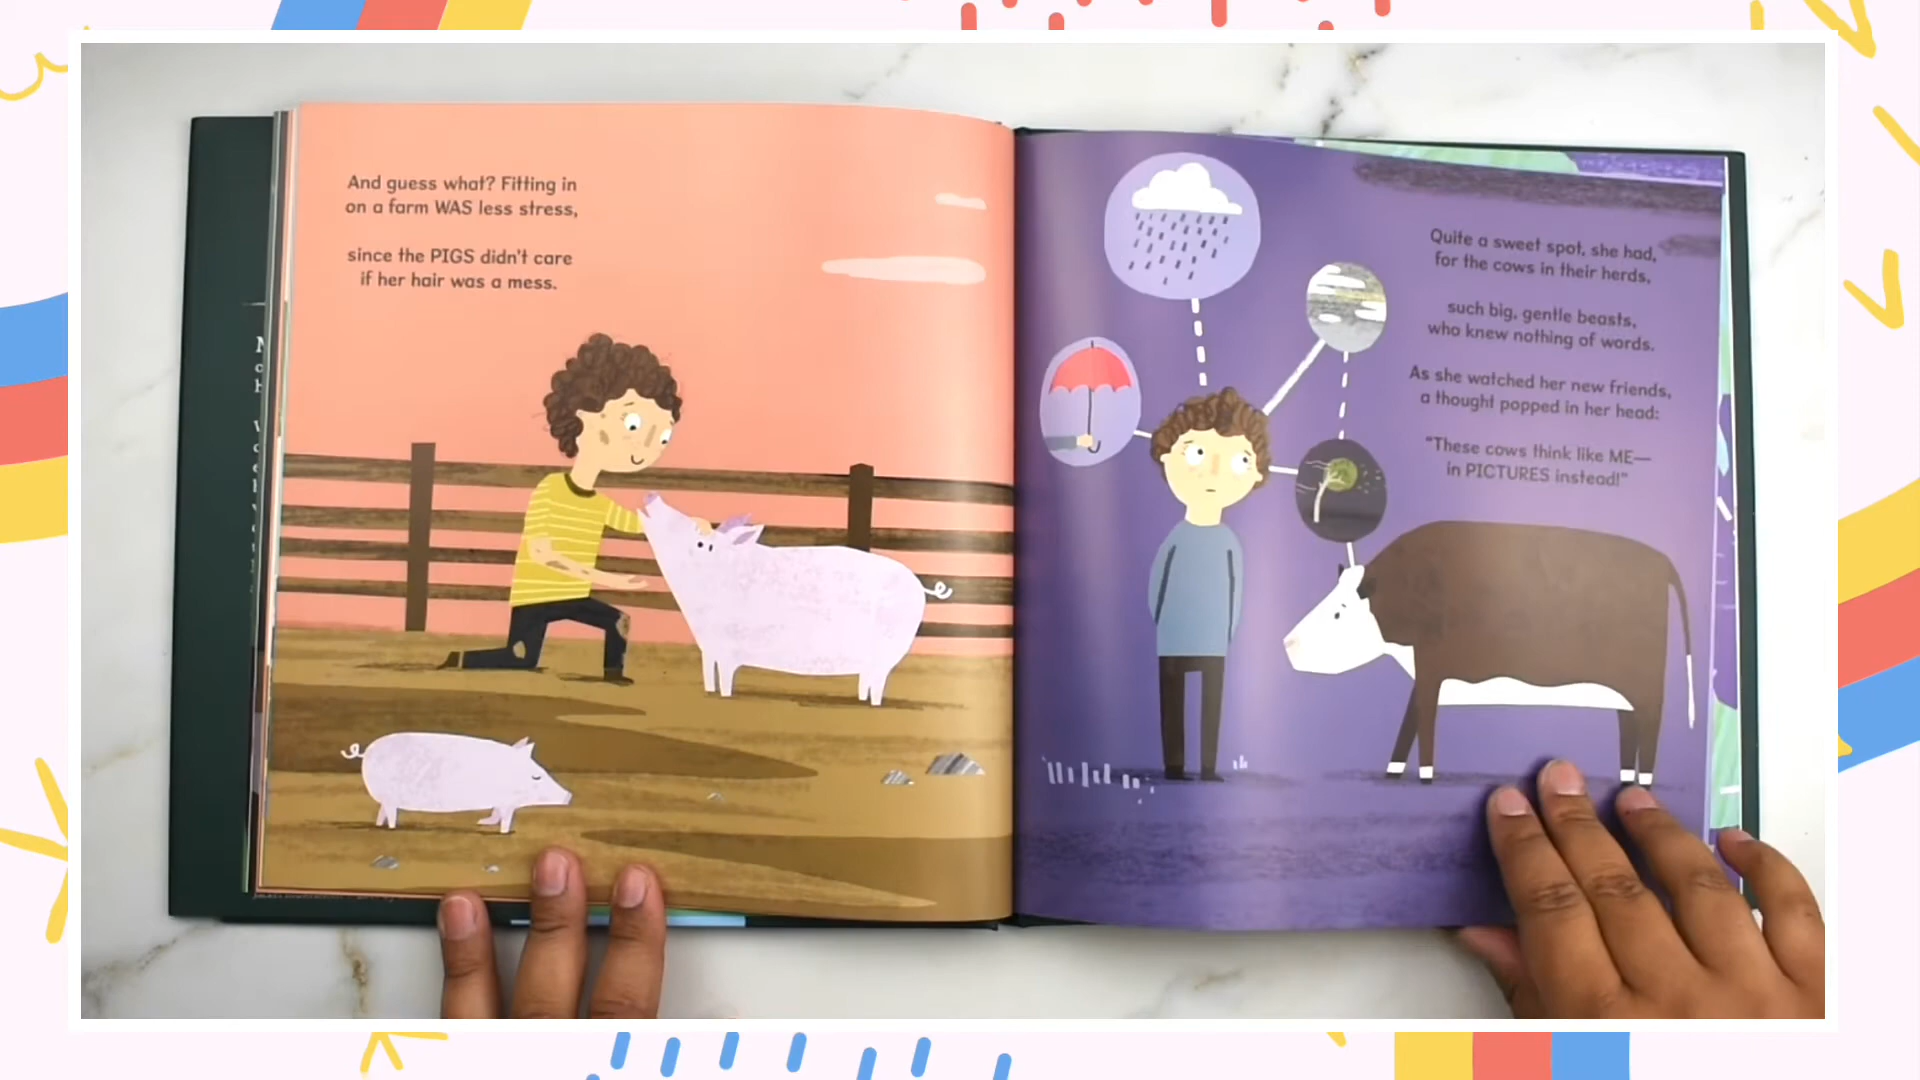 And guess what? Fitting in
on a farm WAS less stress,
since the PIGS didn't care
if her hair was a mess.
Quite a sweet spot, she had,
for the cows in their herds,
such big, gentle beasts,
who knew nothing of words.
As she watched her new friends,
a thought popped in her head:
"These cows think like ME—
in PICTURES instead!"